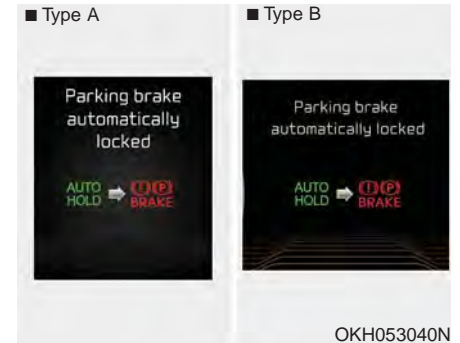 ■ Type A
■ Type B
Parking brake
automatically
locked
AUTO
HOLD
BRAKE
Parking brake
automatically locked
AUTO
HOLD
BRAKE
OKH053040N